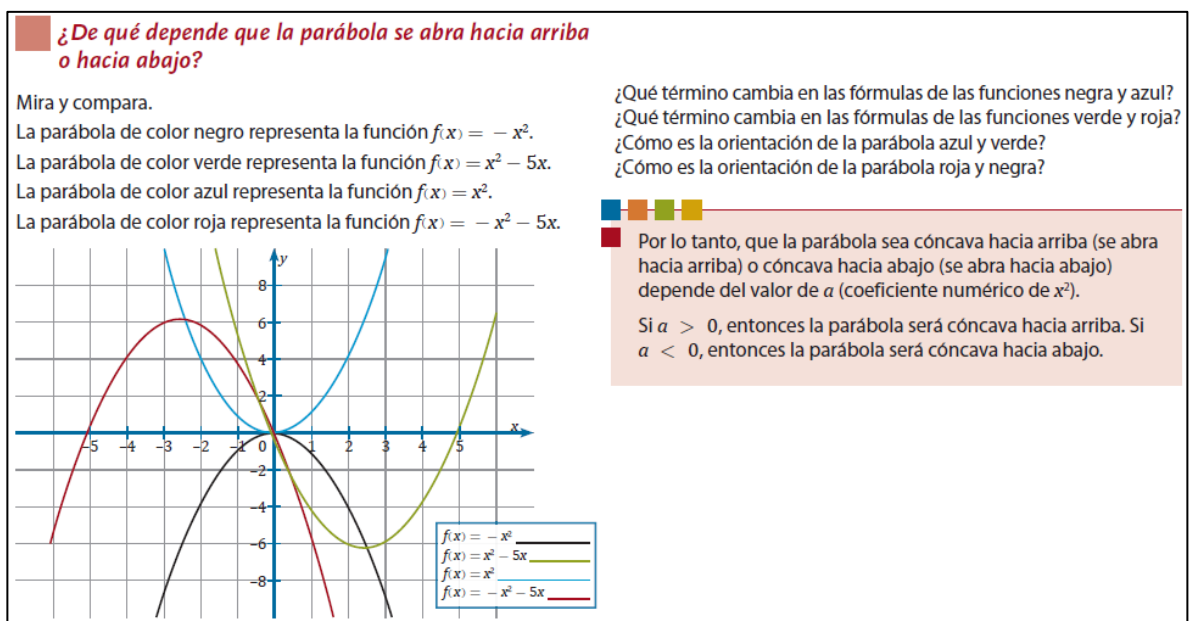 ¿De qué depende que la parábola se abra hacia arriba
o hacia abajo?
Mira y compara.
La parábola de color negro representa la función f(x) = − x².
La parábola de color verde representa la función f(x) = x² − 5x.
La parábola de color azul representa la función f(x) = x².
La parábola de color roja representa la función f(x) = − x² − 5x.
y
8
6
4
2
x
-5 -4 -3 -2 -1 0 1 2 3 4 5
-2
-4
-6
-8
f(x) = − x²
f(x) = x² − 5x
f(x) = x²
f(x) = − x² − 5x
¿Qué término cambia en las fórmulas de las funciones negra y azul?
¿Qué término cambia en las fórmulas de las funciones verde y roja?
¿Cómo es la orientación de la parábola azul y verde?
¿Cómo es la orientación de la parábola roja y negra?
Por lo tanto, que la parábola sea cóncava hacia arriba (se abra
hacia arriba) o cóncava hacia abajo (se abra hacia abajo)
depende del valor de a (coeficiente numérico de x²).
Si a > 0, entonces la parábola será cóncava hacia arriba. Si
a < 0, entonces la parábola será cóncava hacia abajo.